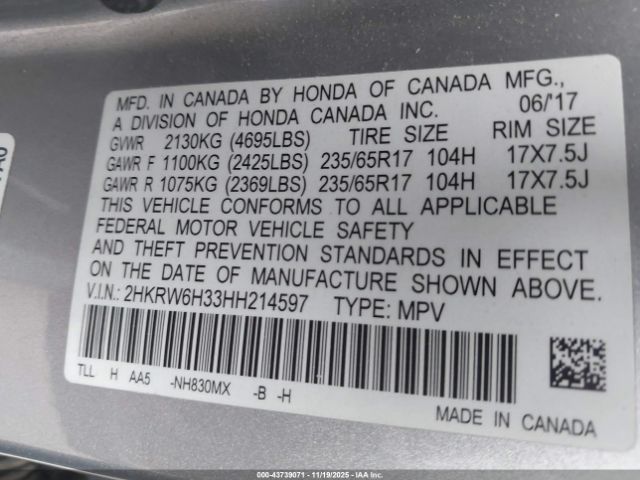 MFD. IN CANADA BY HONDA OF CANADA MFG.,
A DIVISION OF HONDA CANADA INC. 06/'17
GVWR 2130KG (4695LBS) TIRE SIZE RIM SIZE
GAWR F 1100KG (2425LBS) 235/65R17 104H 17X7.5J
GAWR R 1075KG (2369LBS) 235/65R17 104H 17X7.5J
THIS VEHICLE CONFORMS TO ALL APPLICABLE
FEDERAL MOTOR VEHICLE SAFETY
AND THEFT PREVENTION STANDARDS IN EFFECT
ON THE DATE OF MANUFACTURE SHOWN ABOVE.
V.I.N.: 2HKRW6H33HH214597 TYPE: MPV
TLL H AA5 -NH830MX -B -H
MADE IN CANADA
000-43739071 - 11/19/2025 - IAAI.COM